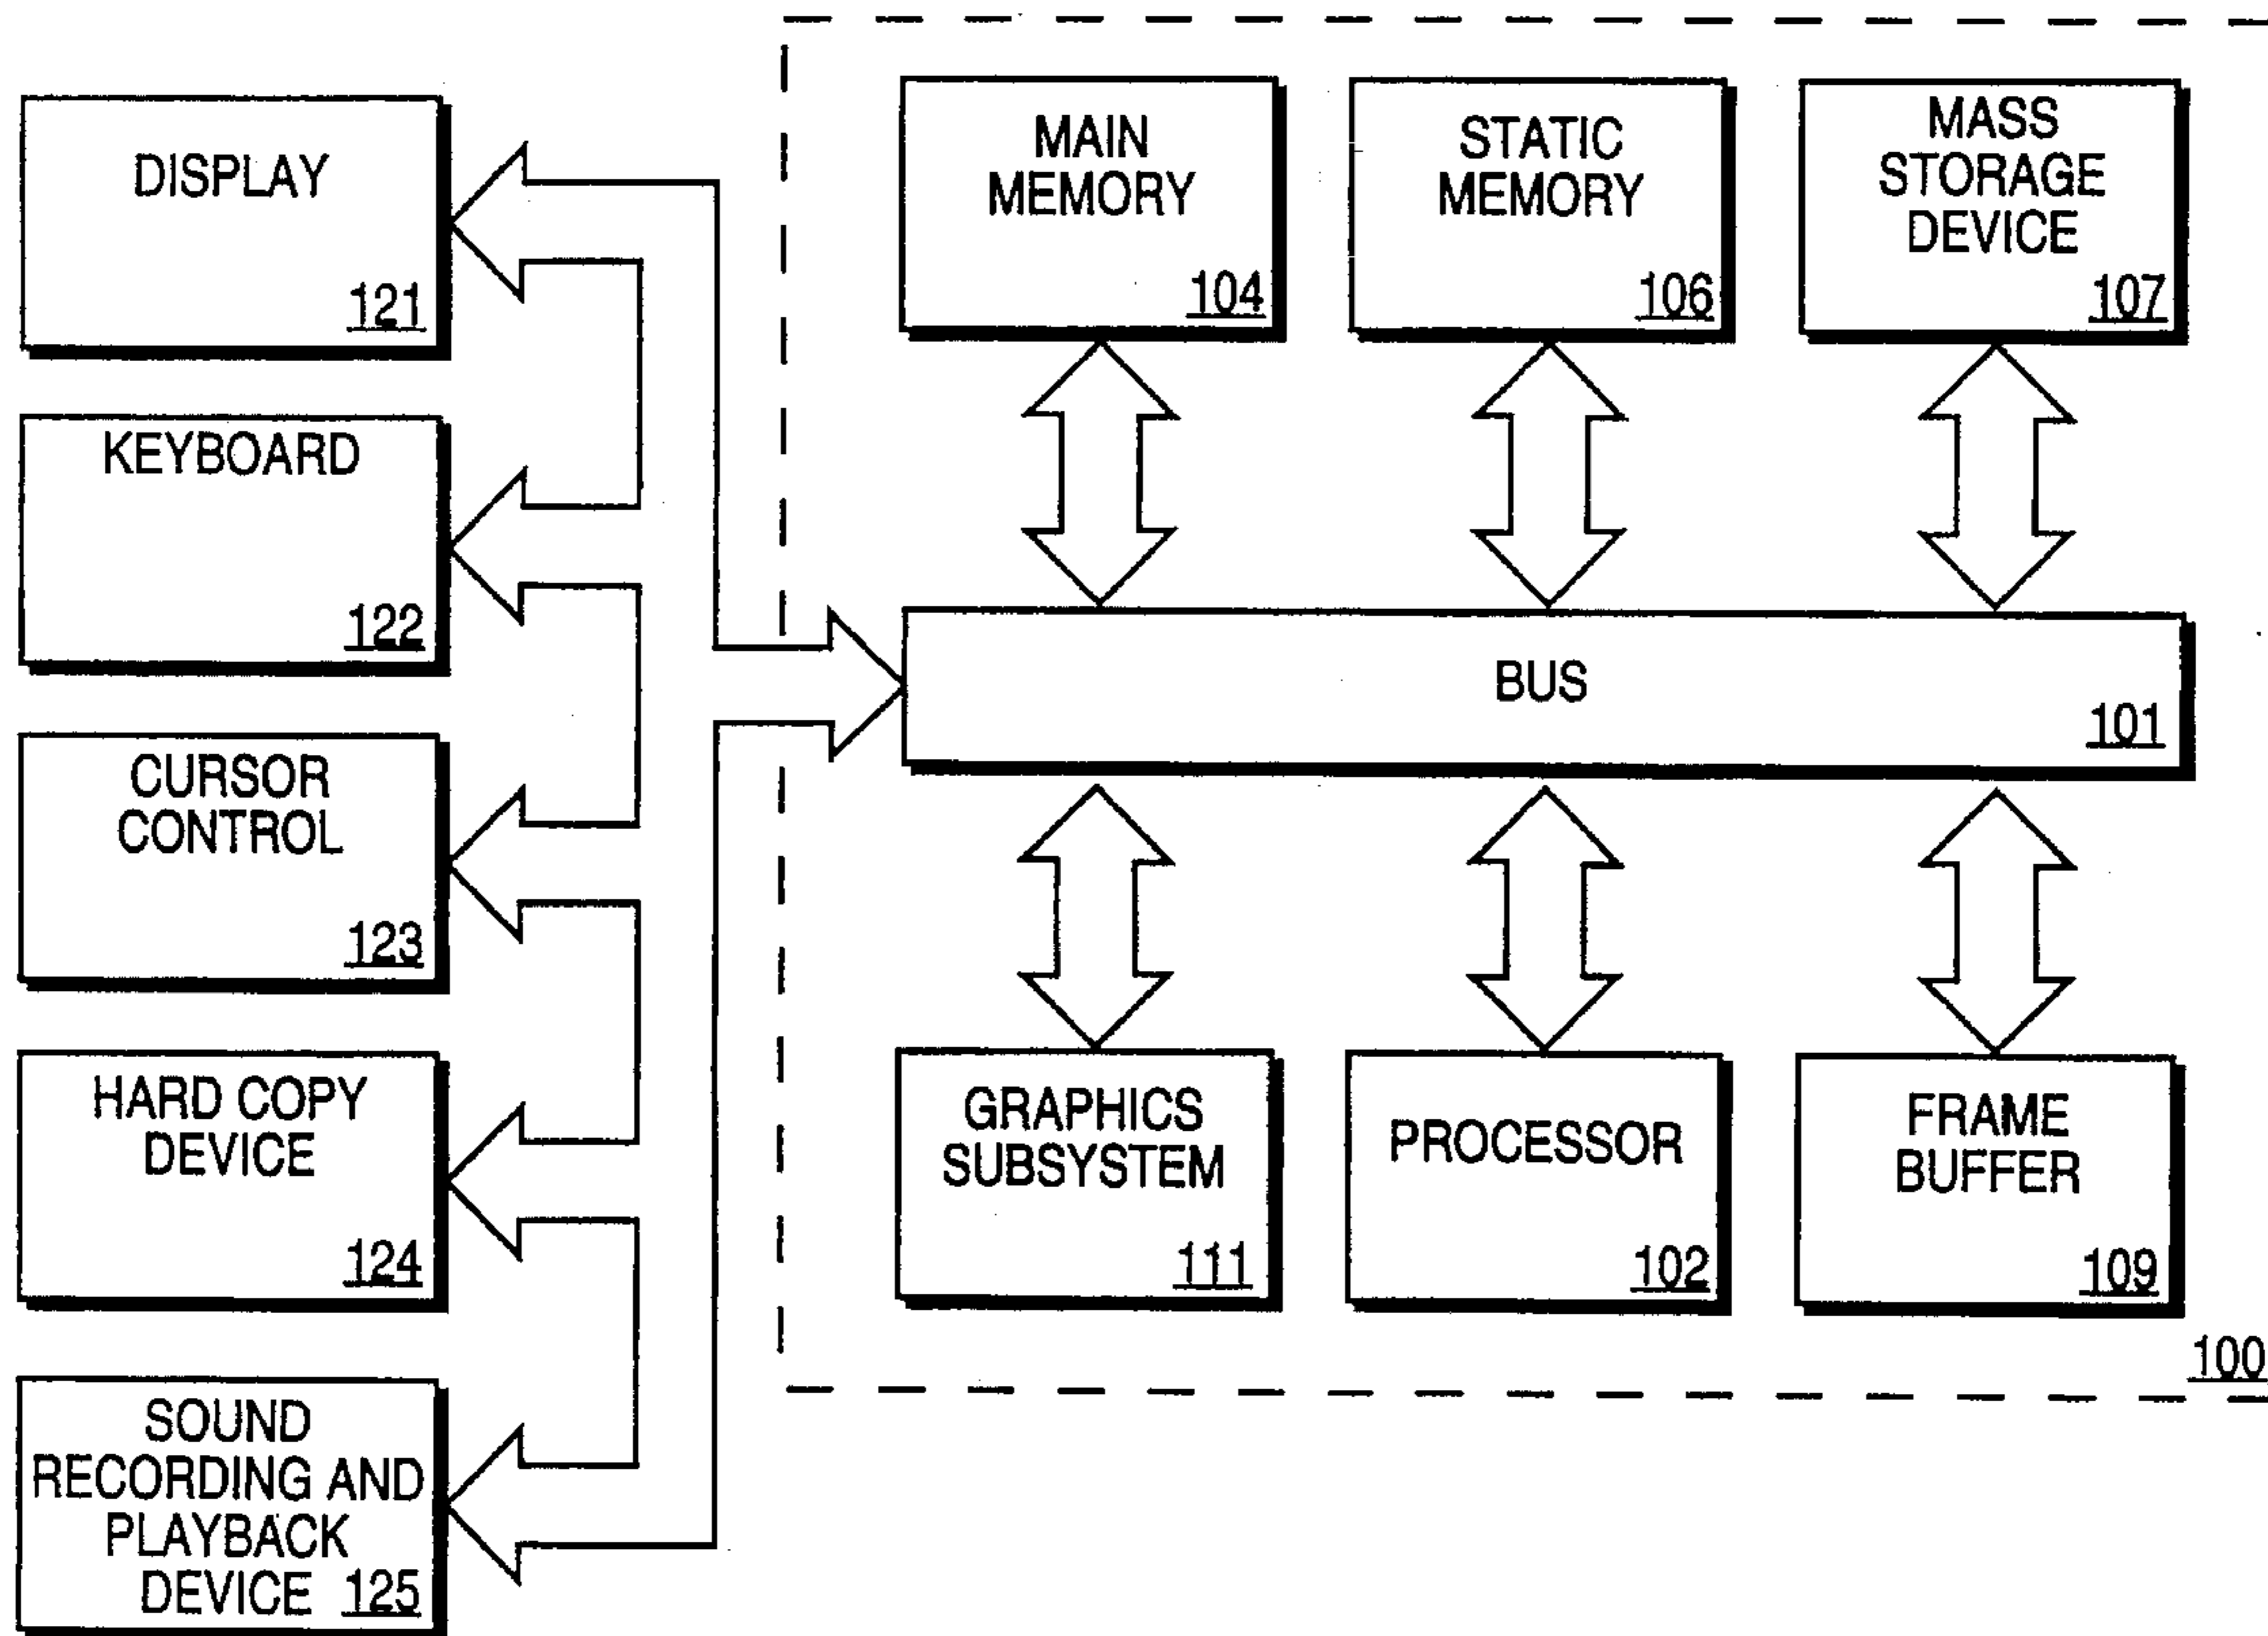 DISPLAY
121
KEYBOARD
122
CURSOR
CONTROL
123
HARD COPY
DEVICE
124
SOUND
RECORDING AND
PLAYBACK
DEVICE 125
MAIN
MEMORY
104
STATIC
MEMORY
106
MASS
STORAGE
DEVICE
107
BUS
101
GRAPHICS
SUBSYSTEM
111
PROCESSOR
102
FRAME
BUFFER
109
100